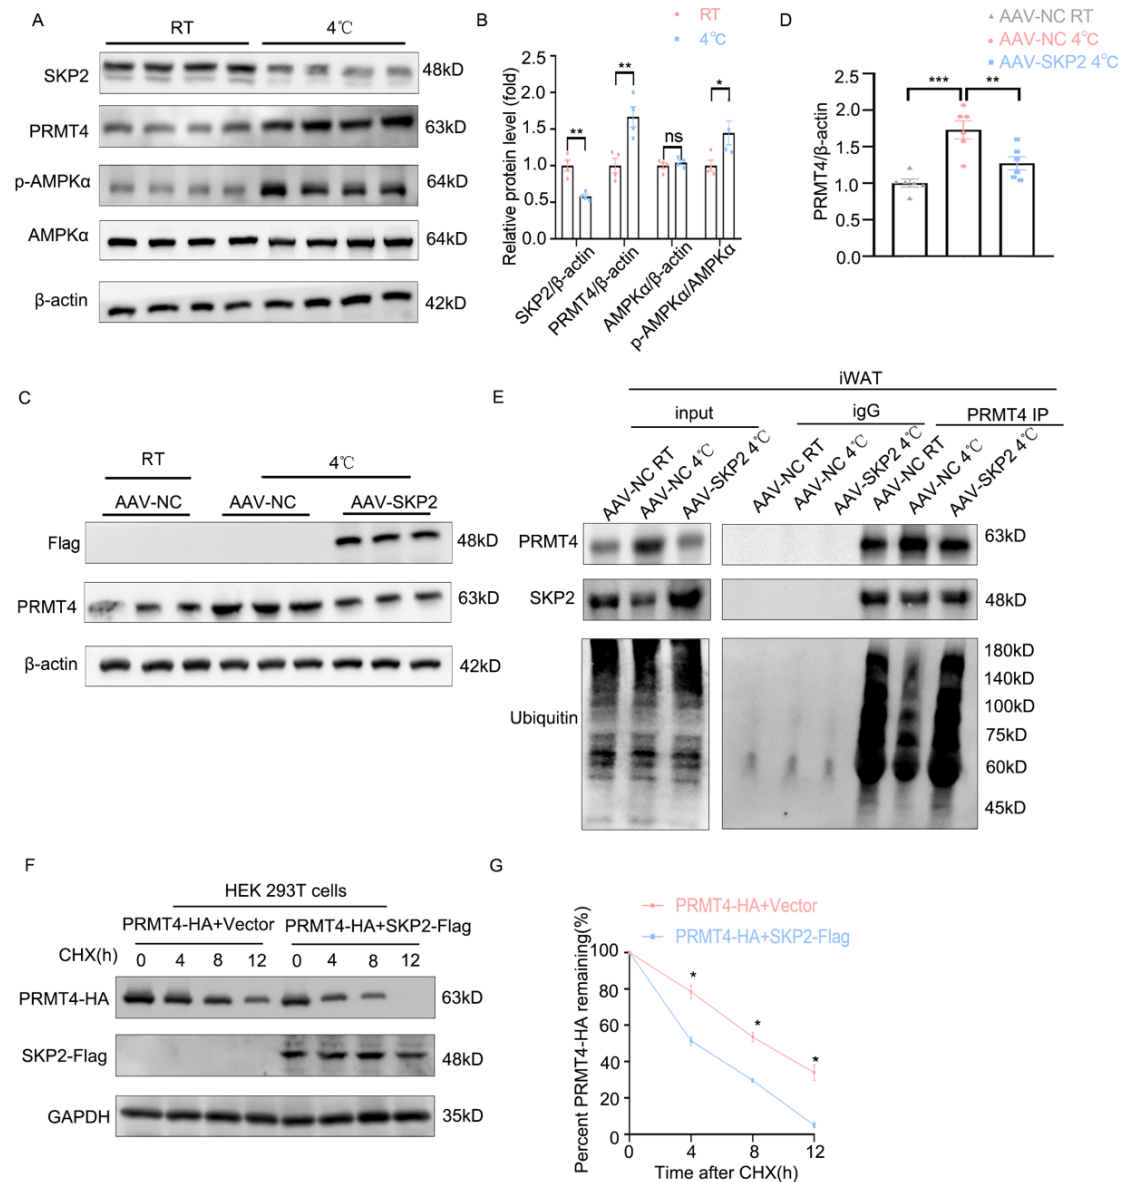 A
RT
4℃
SKP2
48kD
PRMT4
63kD
p-AMPKα
64kD
AMPKα
64kD
β-actin
42kD
B
RT
4℃
Relative protein level (fold)
2.5
2.0
1.5
1.0
0.5
0.0
**
**
ns
*
SKP2/β-actin
PRMT4/β-actin
AMPKα/β-actin
p-AMPKα/AMPKα
D
AAV-NC RT
AAV-NC 4℃
AAV-SKP2 4℃
PRMT4/β-actin
2.5
2.0
1.5
1.0
0.5
0.0
***
**
C
RT
4℃
AAV-NC
AAV-NC
AAV-SKP2
Flag
48kD
PRMT4
63kD
β-actin
42kD
E
iWAT
input
igG
PRMT4 IP
AAV-NC RT
AAV-NC 4℃
AAV-SKP2 4℃
AAV-NC RT
AAV-NC 4℃
AAV-SKP2 4℃
AAV-NC RT
AAV-NC 4℃
AAV-SKP2 4℃
PRMT4
63kD
SKP2
48kD
Ubiquitin
180kD
140kD
100kD
75kD
60kD
45kD
F
HEK 293T cells
PRMT4-HA+Vector
PRMT4-HA+SKP2-Flag
CHX(h)
0 4 8 12 0 4 8 12
PRMT4-HA
63kD
SKP2-Flag
48kD
GAPDH
35kD
G
PRMT4-HA+Vector
PRMT4-HA+SKP2-Flag
Percent PRMT4-HA remaining(%)
100
80
60
40
20
0
*
*
*
0 4 8 12
Time after CHX(h)